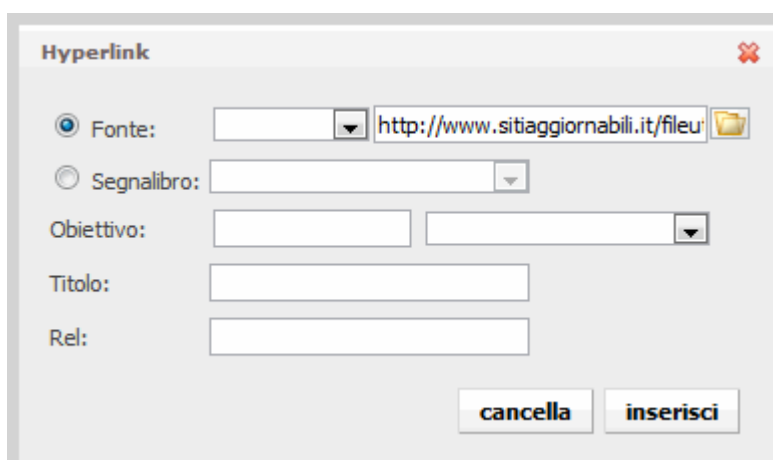 Hyperlink
Fonte: http://www.sitiaggiornabili.it/fileu
Segnalibro:
Obiettivo:
Titolo:
Rel:
cancella inserisci